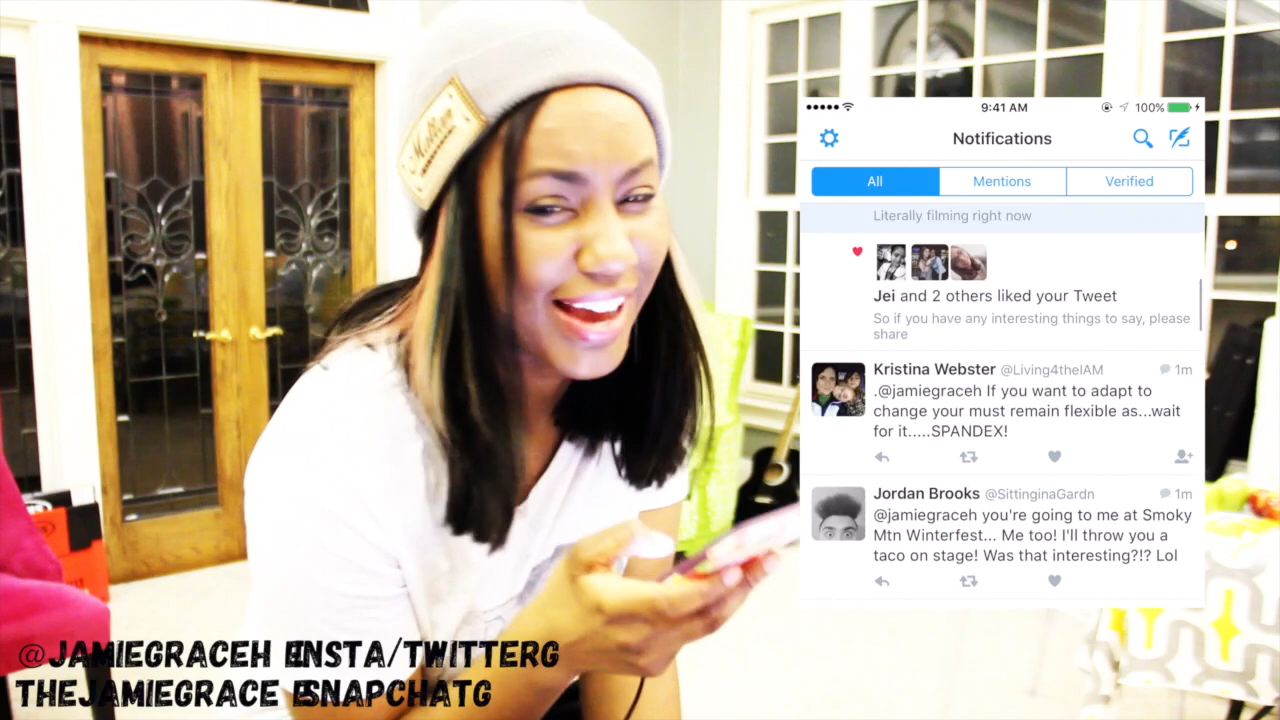 9:41 AM
100%
Notifications
All
Mentions
Verified
Literally filming right now
Jei and 2 others liked your Tweet
So if you have any interesting things to say, please
share
Kristina Webster @Living4theIAM 1m
.@jamiegraceh If you want to adapt to
change your must remain flexible as...wait
for it.....SPANDEX!
Jordan Brooks @SittinginaGardn 1m
@jamiegraceh you're going to me at Smoky
Mtn Winterfest... Me too! I'll throw you a
taco on stage! Was that interesting?!? Lol
@JAMIEGRACEH [INSTA/TWITTER]
THEJAMIEGRACE [SNAPCHAT]